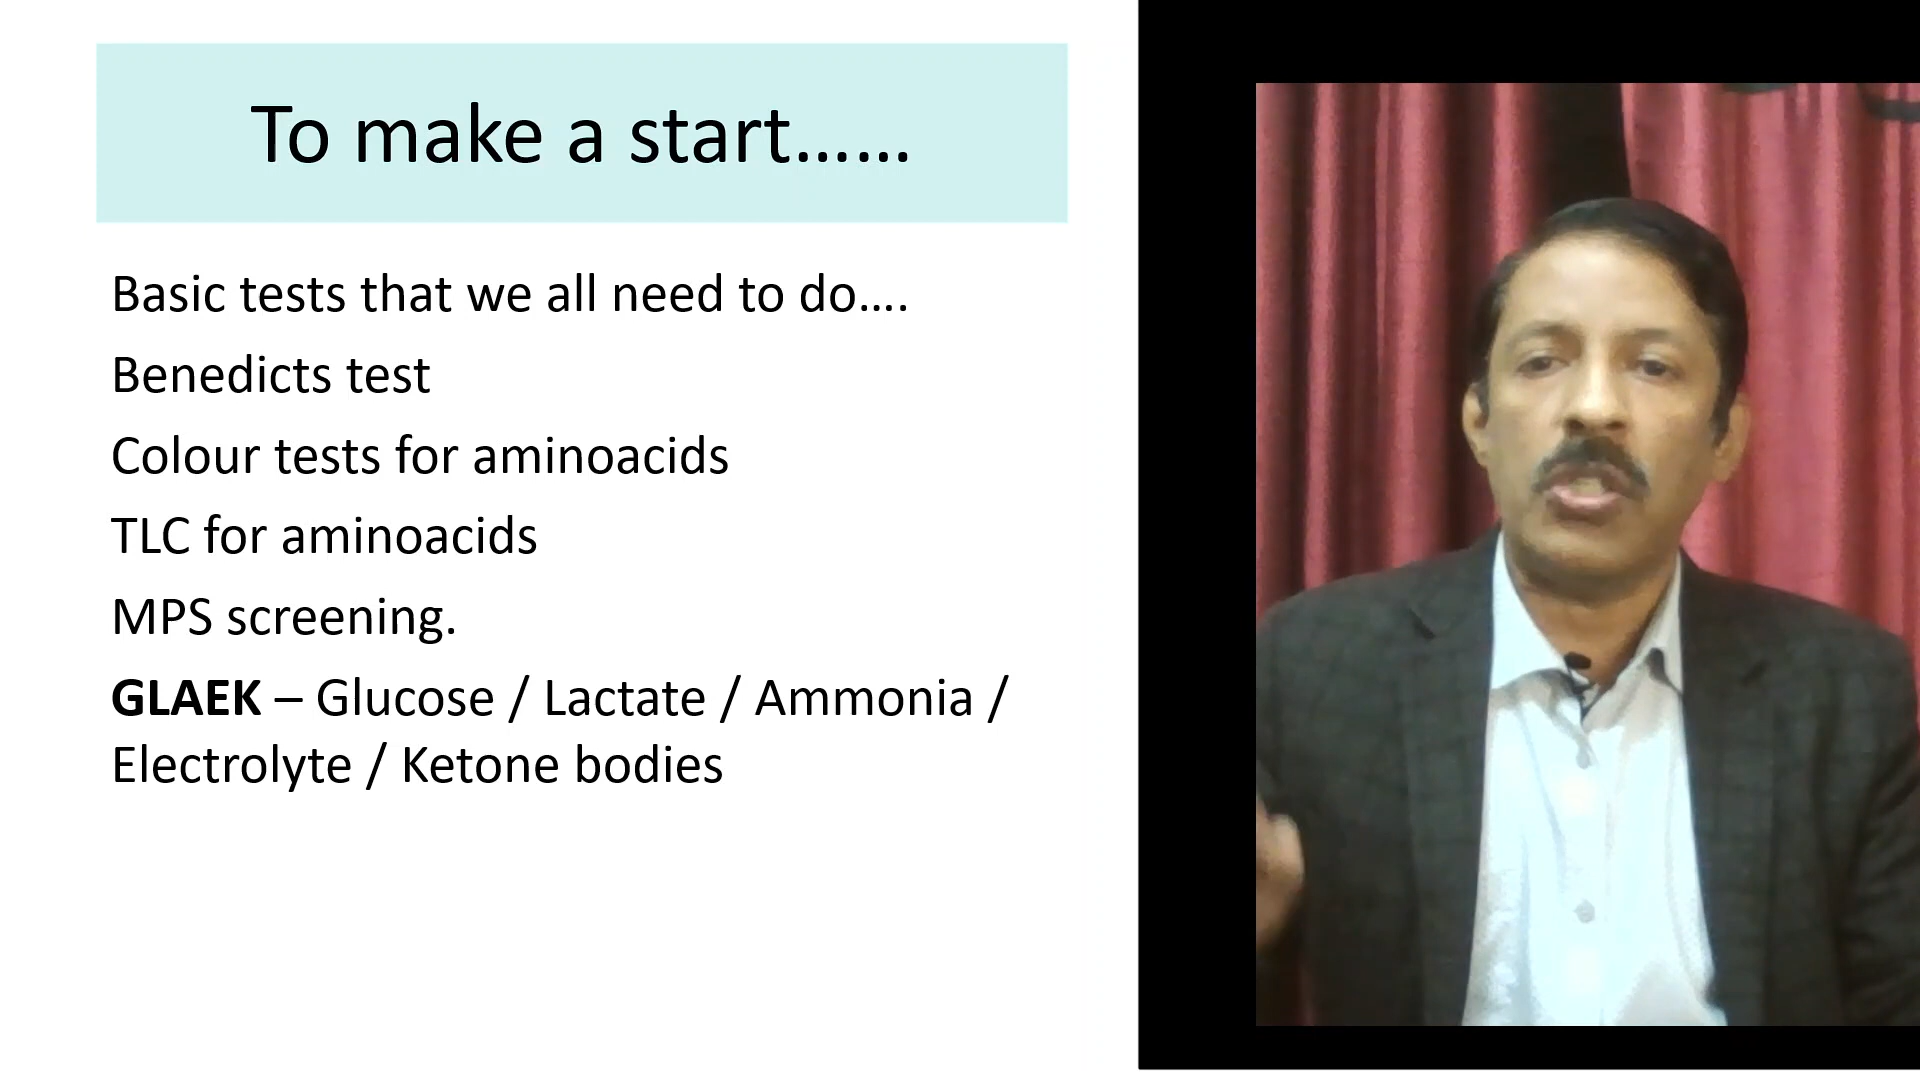 To make a start......
Basic tests that we all need to do....
Benedicts test
Colour tests for aminoacids
TLC for aminoacids
MPS screening.
GLAEK – Glucose / Lactate / Ammonia /
Electrolyte / Ketone bodies